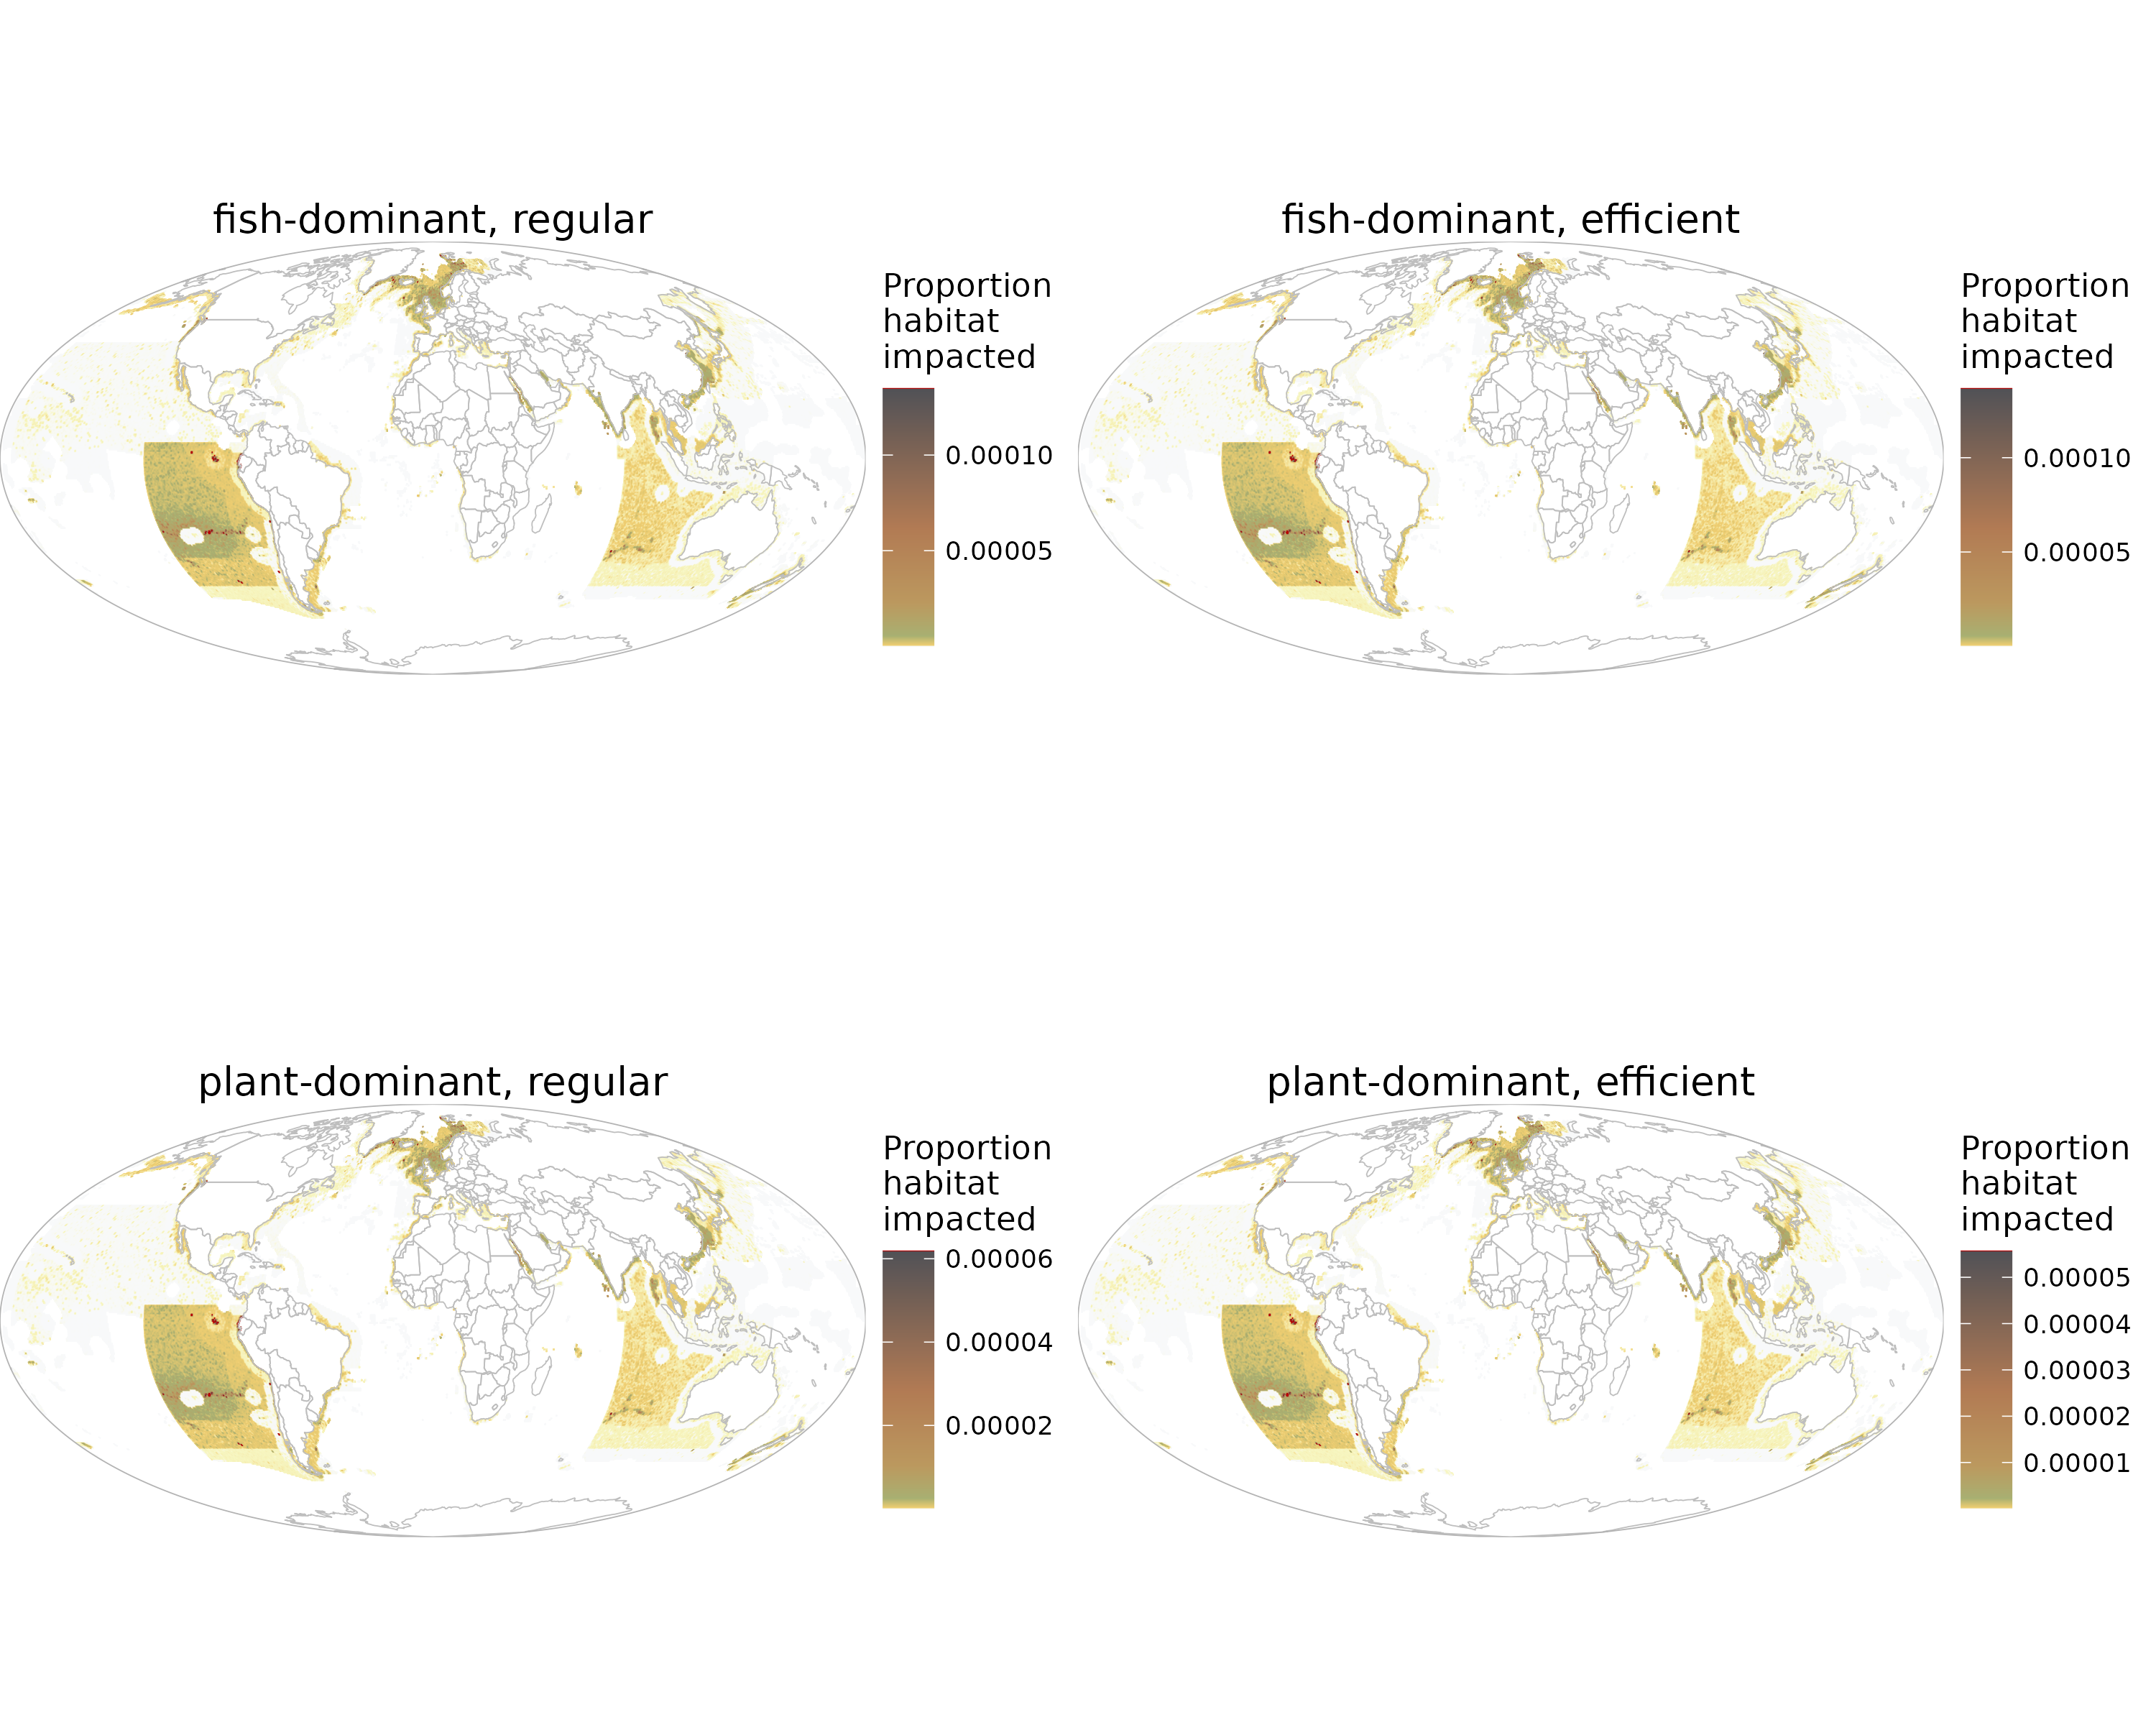 fish-dominant, regular
Proportion
habitat
impacted
0.00010
0.00005
fish-dominant, efficient
Proportion
habitat
impacted
0.00010
0.00005
plant-dominant, regular
Proportion
habitat
impacted
0.00006
0.00004
0.00002
plant-dominant, efficient
Proportion
habitat
impacted
0.00005
0.00004
0.00003
0.00002
0.00001